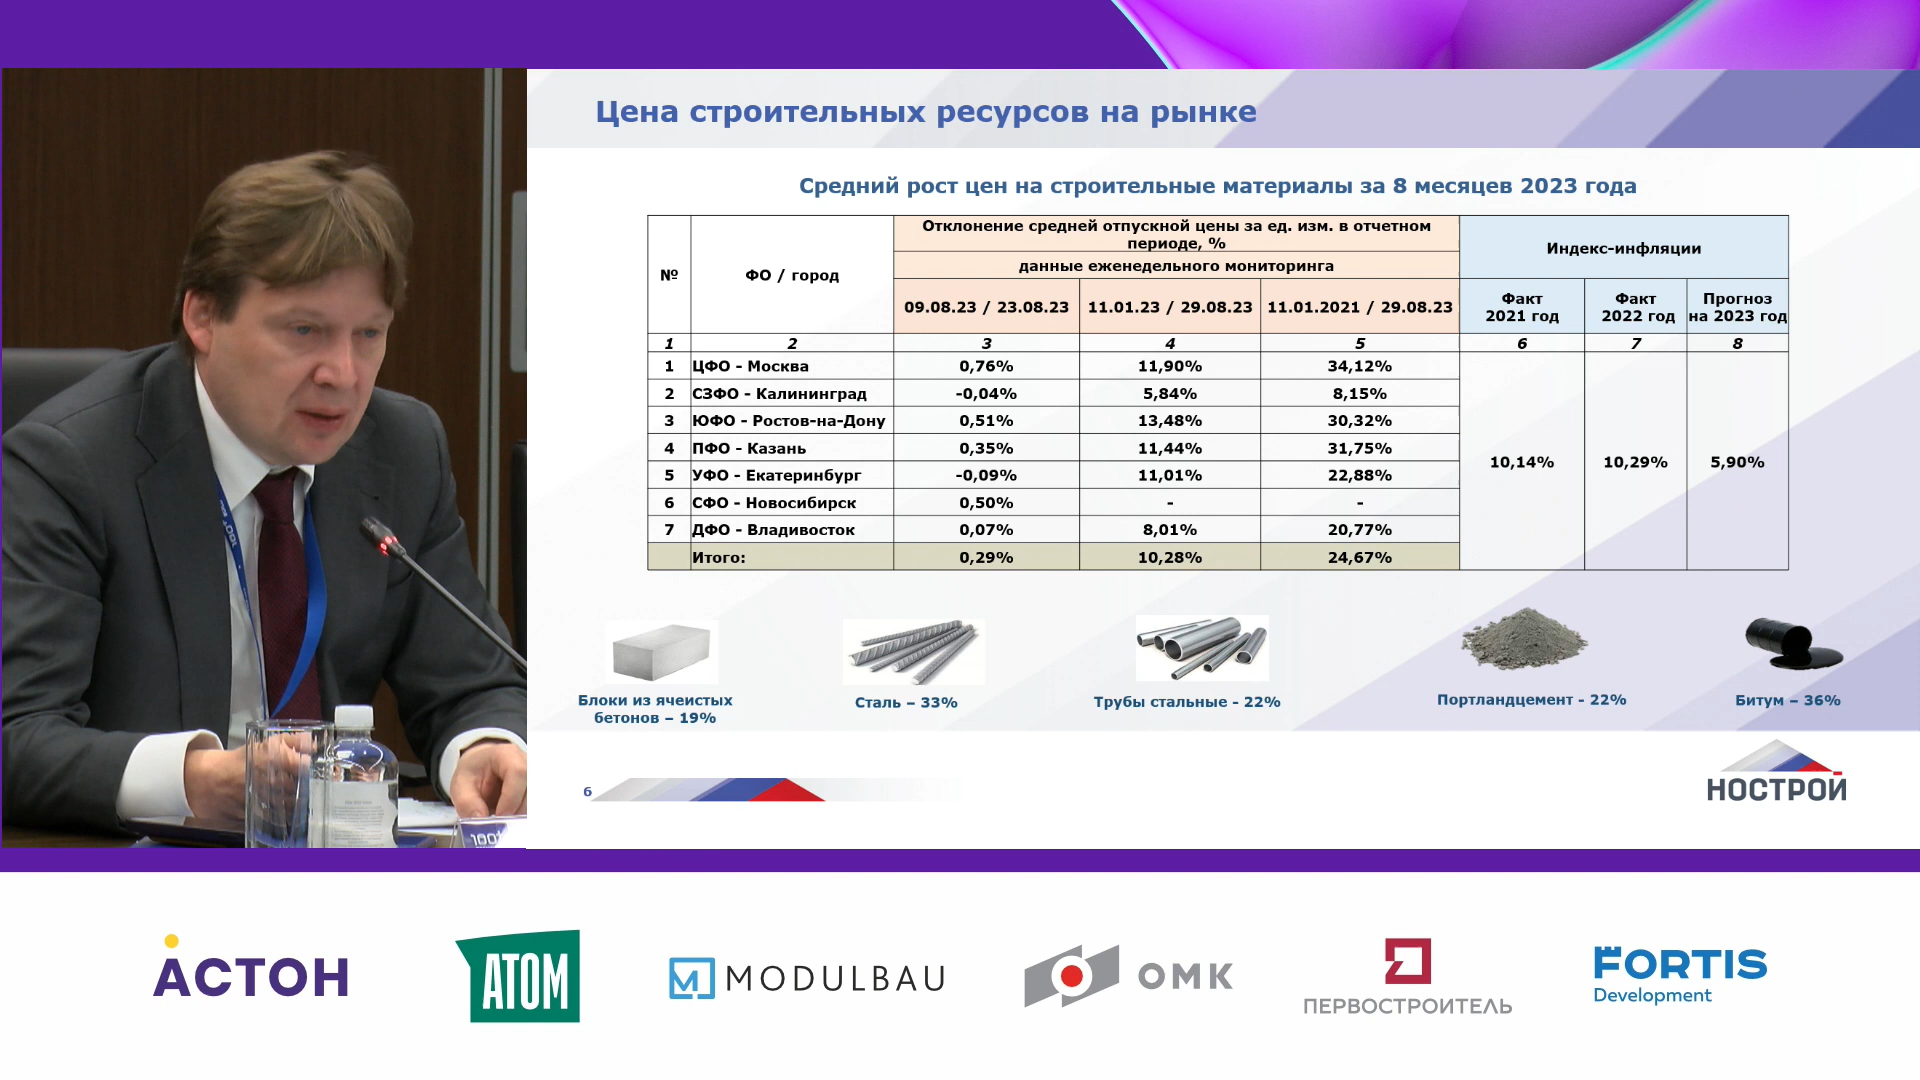 Цена строительных ресурсов на рынке
Средний рост цен на строительные материалы за 8 месяцев 2023 года
№
ФО / город
Отклонение средней отпускной цены за ед. изм. в отчетном
периоде, %
Индекс-инфляции
данные еженедельного мониторинга
09.08.23 / 23.08.23
11.01.23 / 29.08.23
11.01.2021 / 29.08.23
Факт
2021 год
Факт
2022 год
Прогноз
на 2023 год
1 2 3 4 5 6 7 8
1 ЦФО - Москва 0,76% 11,90% 34,12%
2 СЗФО - Калининград -0,04% 5,84% 8,15%
3 ЮФО - Ростов-на-Дону 0,51% 13,48% 30,32%
4 ПФО - Казань 0,35% 11,44% 31,75%
10,14% 10,29% 5,90%
5 УФО - Екатеринбург -0,09% 11,01% 22,88%
6 СФО - Новосибирск 0,50% - -
7 ДФО - Владивосток 0,07% 8,01% 20,77%
Итого: 0,29% 10,28% 24,67%
Блоки из ячеистых
бетонов – 19%
Сталь – 33%
Трубы стальные - 22%
Портландцемент - 22%
Битум – 36%
6
НОСТРОЙ
АСТОН
АТОМ
MODULBAU
ОМК
ПЕРВОСТРОИТЕЛЬ
FORTIS
Development